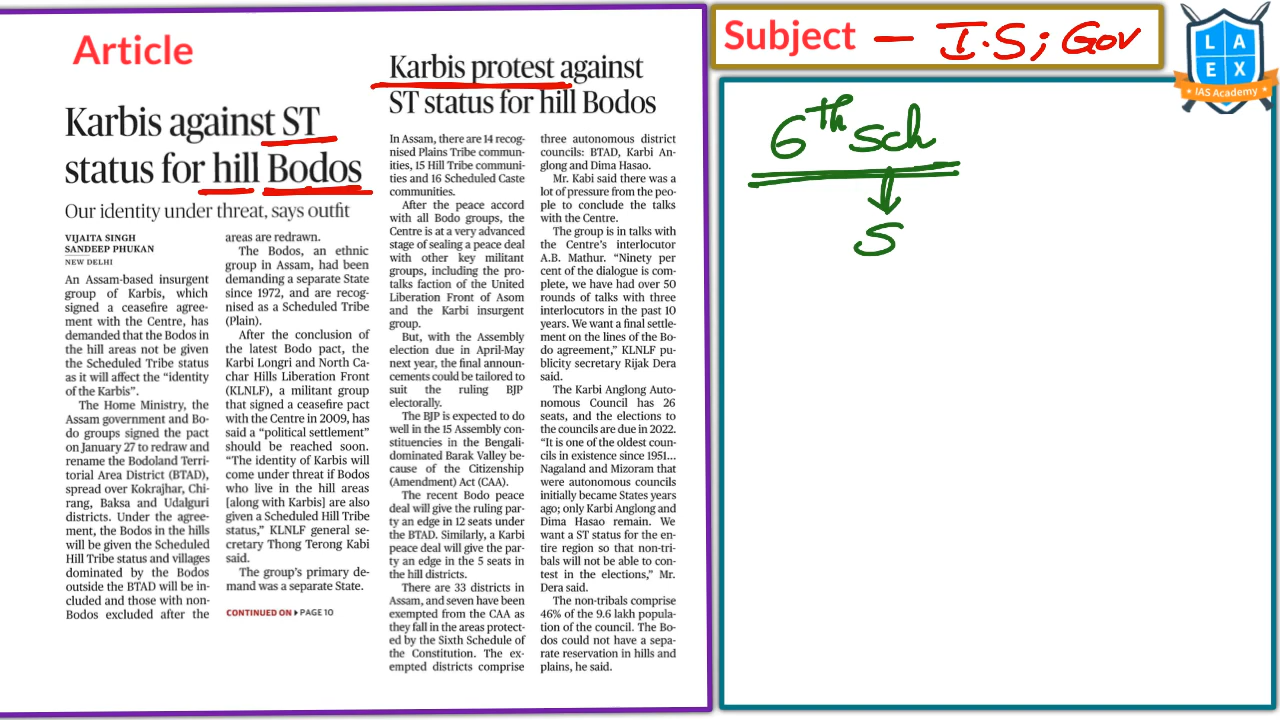 Article
Karbis against ST
status for hill Bodos
Our identity under threat, says outfit
VIJAITA SINGH
SANDEEP PHUKAN
NEW DELHI
An Assam-based insurgent
group of Karbis, which
signed a ceasefire agree-
ment with the Centre, has
demanded that the Bodos in
the hill areas not be given
the Scheduled Tribe status
as it will affect the “identity
of the Karbis”.
The Home Ministry, the
Assam government and Bo-
do groups signed the pact
on January 27 to redraw and
rename the Bodoland Terri-
torial Area District (BTAD),
spread over Kokrajhar, Chi-
rang, Baksa and Udalguri
districts. Under the agree-
ment, the Bodos in the hills
will be given the Scheduled
Hill Tribe status and villages
dominated by the Bodos
outside the BTAD will be in-
cluded and those with non-
Bodos excluded after the
areas are redrawn.
The Bodos, an ethnic
group in Assam, had been
demanding a separate State
since 1972, and are recog-
nised as a Scheduled Tribe
(Plain).
After the conclusion of
the latest Bodo pact, the
Karbi Longri and North Ca-
char Hills Liberation Front
(KLNLF), a militant group
that signed a ceasefire pact
with the Centre in 2009, has
said a “political settlement”
should be reached soon.
“The identity of Karbis will
come under threat if Bodos
who live in the hill areas
[along with Karbis] are also
given a Scheduled Hill Tribe
status,” KLNLF general se-
cretary Thong Terong Kabi
said.
The group’s primary de-
mand was a separate State.
CONTINUED ON ▸ PAGE 10
Karbis protest against
ST status for hill Bodos
In Assam, there are 14 recog-
nised Plains Tribe commun-
ities, 15 Hill Tribe communi-
ties and 16 Scheduled Caste
communities.
After the peace accord
with all Bodo groups, the
Centre is at a very advanced
stage of sealing a peace deal
with other key militant
groups, including the pro-
talks faction of the United
Liberation Front of Asom
and the Karbi insurgent
group.
But, with the Assembly
election due in April-May
next year, the final announ-
cements could be tailored to
suit the ruling BJP
electorally.
The BJP is expected to do
well in the 15 Assembly con-
stituencies in the Bengali-
dominated Barak Valley be-
cause of the Citizenship
(Amendment) Act (CAA).
The recent Bodo peace
deal will give the ruling par-
ty an edge in 12 seats under
the BTAD. Similarly, a Karbi
peace deal will give the par-
ty an edge in the 5 seats in
the hill districts.
There are 33 districts in
Assam, and seven have been
exempted from the CAA as
they fall in the areas protect-
ed by the Sixth Schedule of
the Constitution. The ex-
empted districts comprise
three autonomous district
councils: BTAD, Karbi An-
glong and Dima Hasao.
Mr. Kabi said there was a
lot of pressure from the peo-
ple to conclude the talks
with the Centre.
The group is in talks with
the Centre’s interlocutor
A.B. Mathur. “Ninety per
cent of the dialogue is com-
plete, we have had over 50
rounds of talks with three
interlocutors in the past 10
years. We want a final settle-
ment on the lines of the Bo-
do agreement,” KLNLF pu-
blicity secretary Rijak Dera
said.
The Karbi Anglong Auto-
nomous Council has 26
seats, and the elections to
the councils are due in 2022.
“It is one of the oldest coun-
cils in existence since 1951...
Nagaland and Mizoram that
were autonomous councils
initially became States years
ago; only Karbi Anglong and
Dima Hasao remain. We
want a ST status for the en-
tire region so that non-tri-
bals will not be able to con-
test in the elections,” Mr.
Dera said.
The non-tribals comprise
46% of the 9.6 lakh popula-
tion of the council. The Bo-
dos could not have a sepa-
rate reservation in hills and
plains, he said.
Subject - I.S; Gov
L A
E X
IAS Academy
6th Sch
S